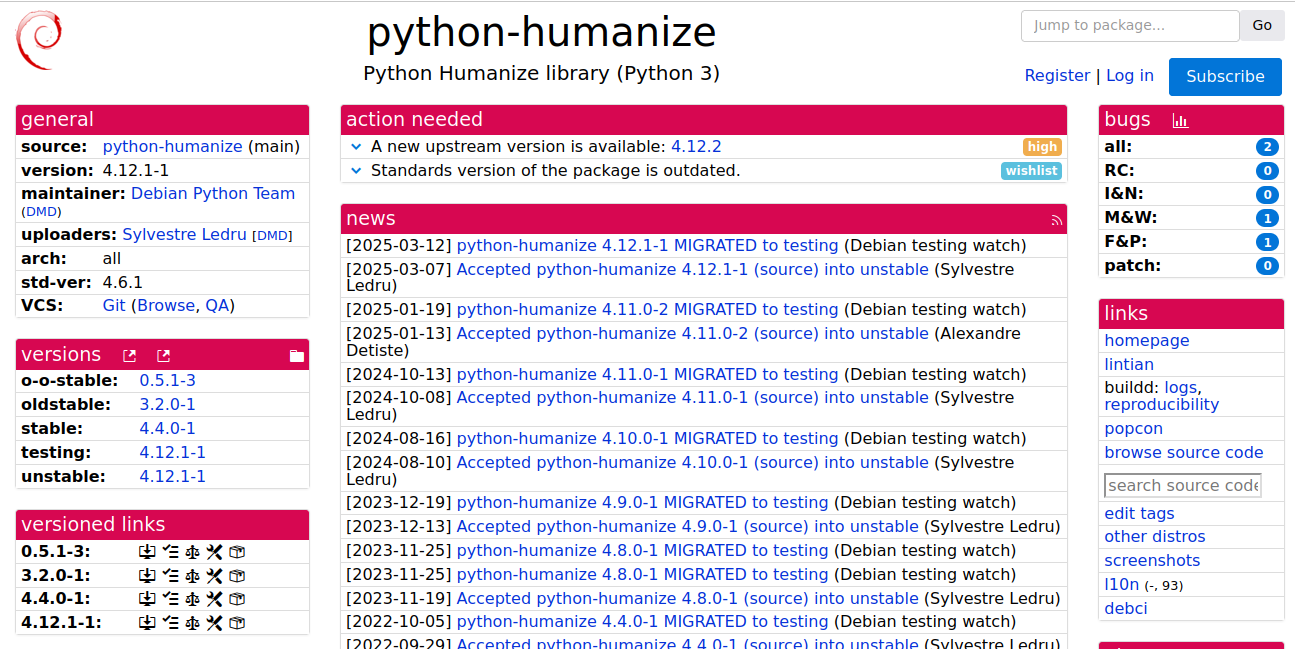 python-humanize
Python Humanize library (Python 3)
Jump to package...
Go
Register | Log in
Subscribe
general
source: python-humanize (main)
version: 4.12.1-1
maintainer: Debian Python Team
(DMD)
uploaders: Sylvestre Ledru [DMD]
arch: all
std-ver: 4.6.1
VCS: Git (Browse, QA)
versions
o-o-stable: 0.5.1-3
oldstable: 3.2.0-1
stable: 4.4.0-1
testing: 4.12.1-1
unstable: 4.12.1-1
versioned links
0.5.1-3:
3.2.0-1:
4.4.0-1:
4.12.1-1:
action needed
A new upstream version is available: 4.12.2 high
Standards version of the package is outdated. wishlist
news
[2025-03-12] python-humanize 4.12.1-1 MIGRATED to testing (Debian testing watch)
[2025-03-07] Accepted python-humanize 4.12.1-1 (source) into unstable (Sylvestre
Ledru)
[2025-01-19] python-humanize 4.11.0-2 MIGRATED to testing (Debian testing watch)
[2025-01-13] Accepted python-humanize 4.11.0-2 (source) into unstable (Alexandre
Detiste)
[2024-10-13] python-humanize 4.11.0-1 MIGRATED to testing (Debian testing watch)
[2024-10-08] Accepted python-humanize 4.11.0-1 (source) into unstable (Sylvestre
Ledru)
[2024-08-16] python-humanize 4.10.0-1 MIGRATED to testing (Debian testing watch)
[2024-08-10] Accepted python-humanize 4.10.0-1 (source) into unstable (Sylvestre
Ledru)
[2023-12-19] python-humanize 4.9.0-1 MIGRATED to testing (Debian testing watch)
[2023-12-13] Accepted python-humanize 4.9.0-1 (source) into unstable (Sylvestre Ledru)
[2023-11-25] python-humanize 4.8.0-1 MIGRATED to testing (Debian testing watch)
[2023-11-25] python-humanize 4.8.0-1 MIGRATED to testing (Debian testing watch)
[2023-11-19] Accepted python-humanize 4.8.0-1 (source) into unstable (Sylvestre Ledru)
[2022-10-05] python-humanize 4.4.0-1 MIGRATED to testing (Debian testing watch)
[2022-09-29] Accepted python-humanize 4.4.0-1 (source) into unstable (Sylvestre Ledru)
bugs
all: 2
RC: 0
I&N: 0
M&W: 1
F&P: 1
patch: 0
links
homepage
lintian
buildd: logs,
reproducibility
popcon
browse source code
search source code
edit tags
other distros
screenshots
l10n (-, 93)
debci